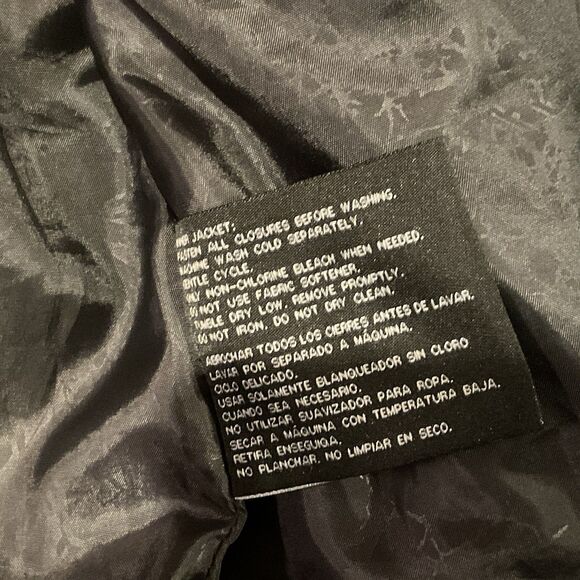 JACKET:
FASTEN ALL CLOSURES BEFORE WASHING.
MACHINE WASH COLD SEPARATELY.
GENTLE CYCLE.
ONLY NON-CHLORINE BLEACH WHEN NEEDED.
DO NOT USE FABRIC SOFTENER.
TUMBLE DRY LOW, REMOVE PROMPTLY.
DO NOT IRON, DO NOT DRY CLEAN.
ABROCHAR TODOS LOS CIERRES ANTES DE LAVAR.
LAVAR POR SEPARADO A MÁQUINA.
CICLO DELICADO.
USAR SOLAMENTE BLANQUEADOR SIN CLORO
CUANDO SEA NECESARIO.
NO UTILIZAR SUAVIZADOR PARA ROPA.
SECAR A MÁQUINA CON TEMPERATURA BAJA.
RETIRA ENSEGUIDA.
NO PLANCHAR. NO LIMPIAR EN SECO.